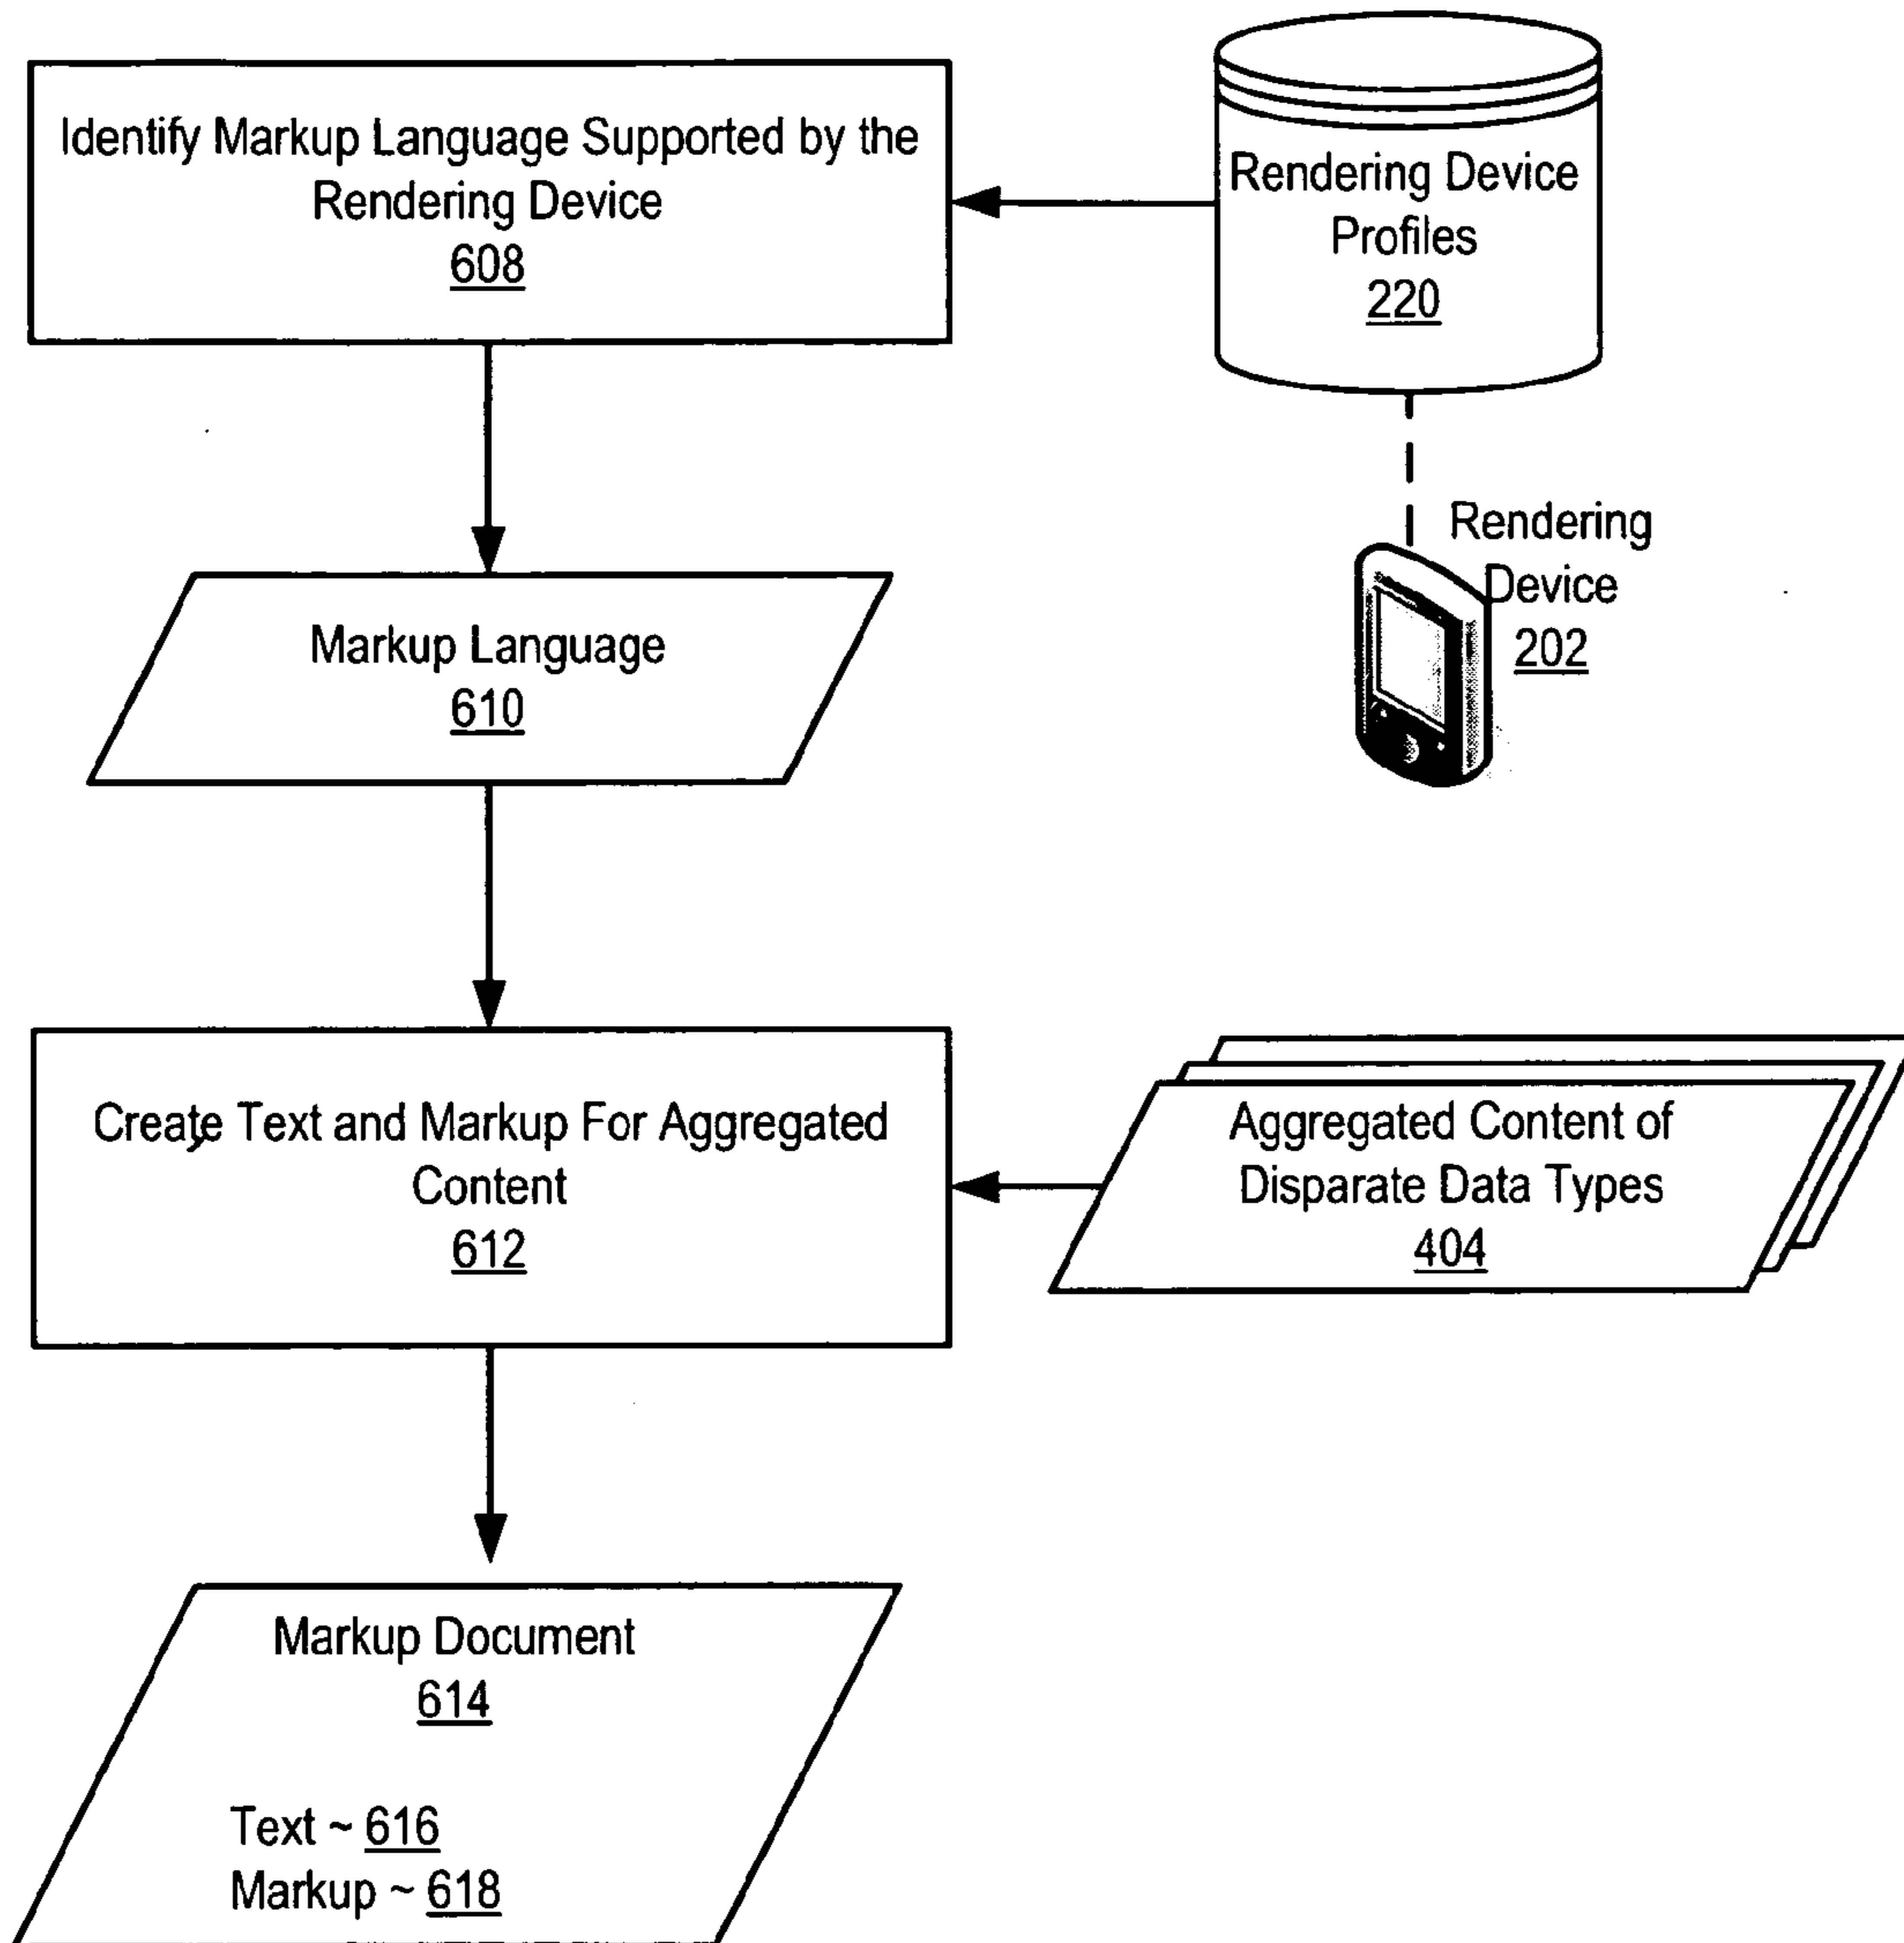 Identify Markup Language Supported by the
Rendering Device
608
Rendering Device
Profiles
220
Rendering
Device
202
Markup Language
610
Create Text and Markup For Aggregated
Content
612
Aggregated Content of
Disparate Data Types
404
Markup Document
614
Text ~ 616
Markup ~ 618